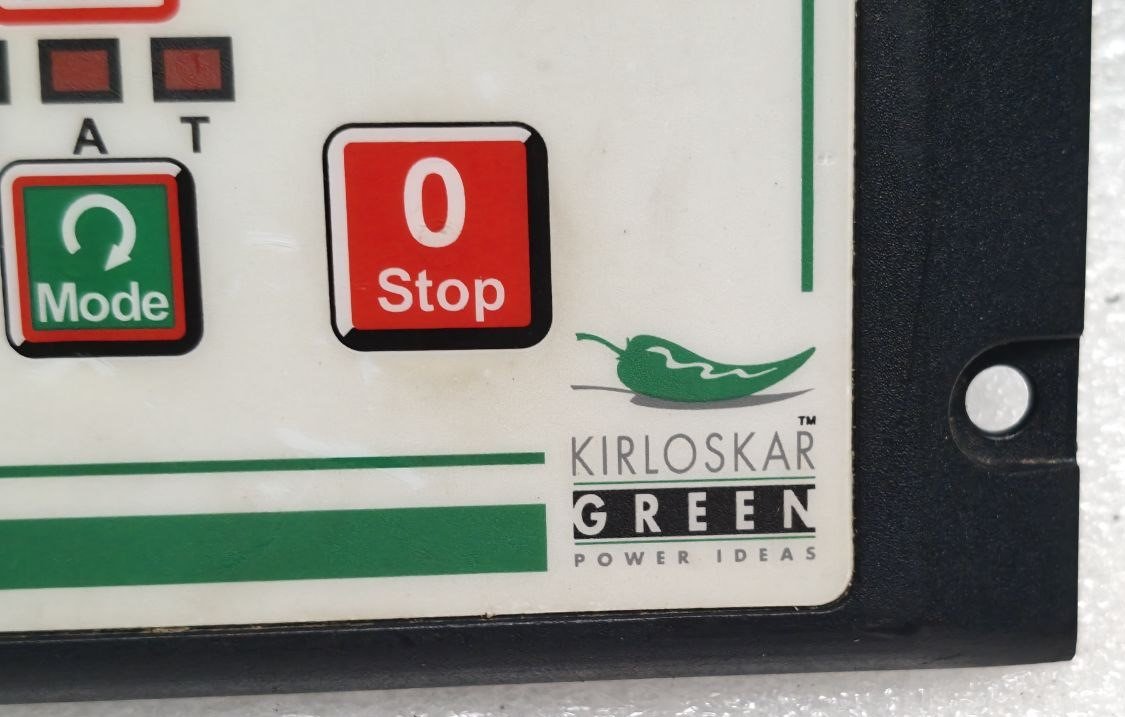 A T
Mode
0
Stop
™
KIRLOSKAR
GREEN
POWER IDEAS